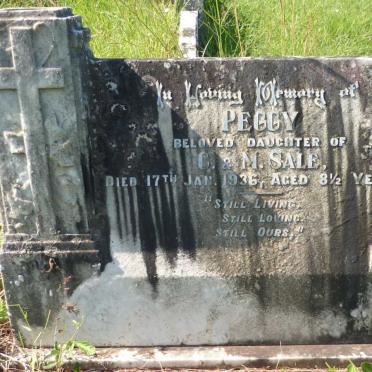 In Loving Memory of
PEGGY
BELOVED DAUGHTER OF
C. & M. SALE,
DIED 17TH JAN. 1936, AGED 8½ YE
"STILL LIVING.
STILL LOVING.
STILL OURS."